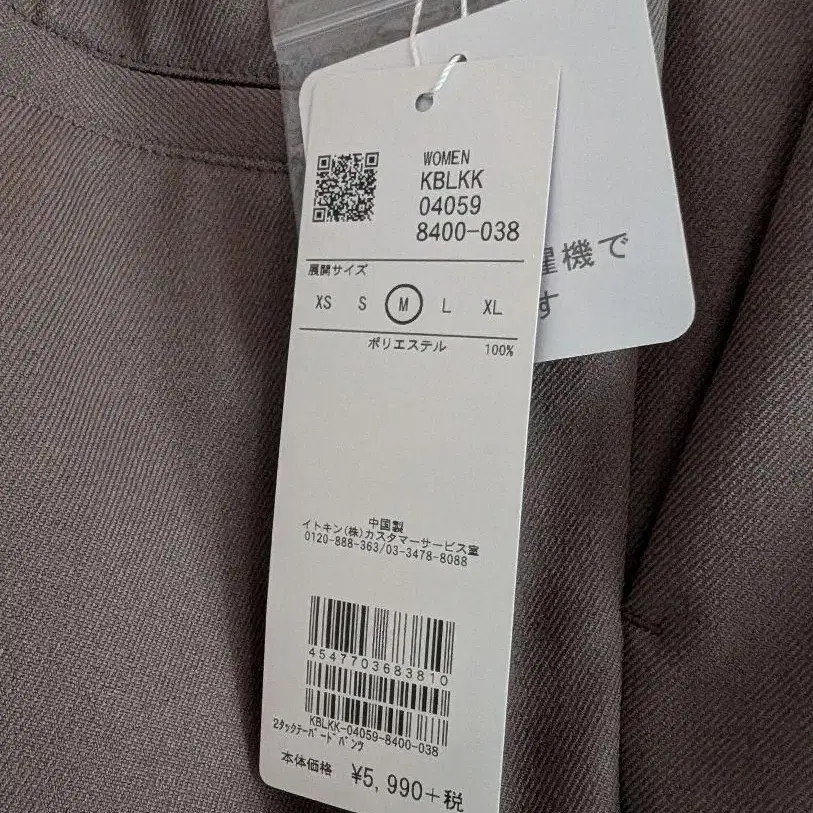 WOMEN
KBLKK
04059
8400-038
展開サイズ
XS S M L XL
ポリエステル 100%
中国製
イトキン(株)カスタマーサービス室
0120-888-363/03-3478-8088
4547703683810
KBLKK-04059-8400-038
2タックテーパードパンツ
本体価格 ¥5,990+税
濯機で
す